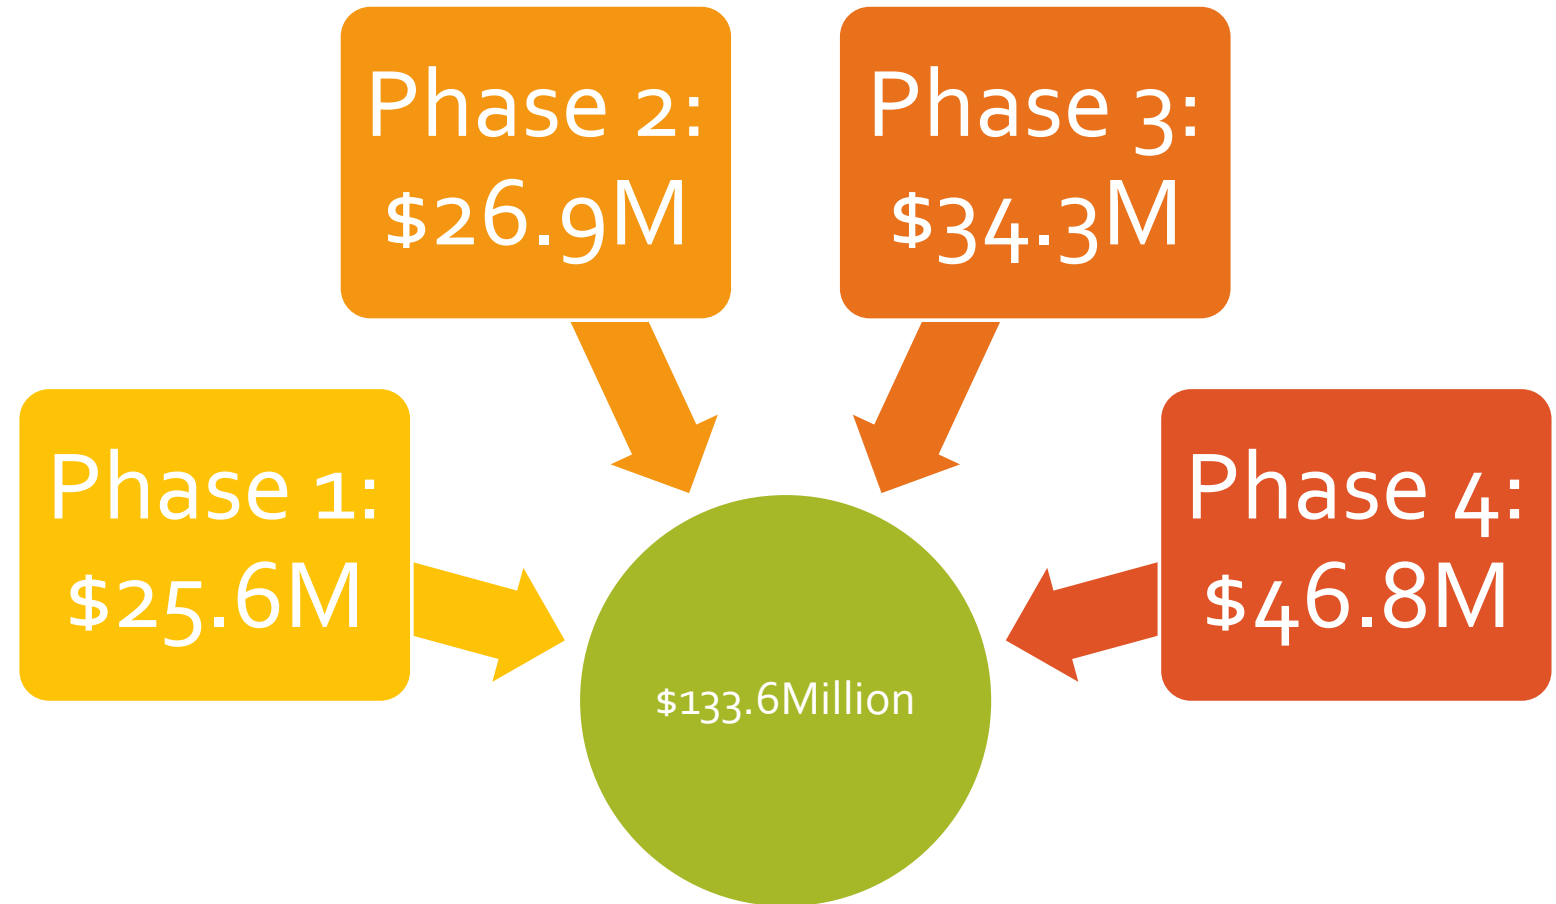 Phase 1:
$25.6M
Phase 2:
$26.9M
Phase 3:
$34.3M
Phase 4:
$46.8M
$133.6Million